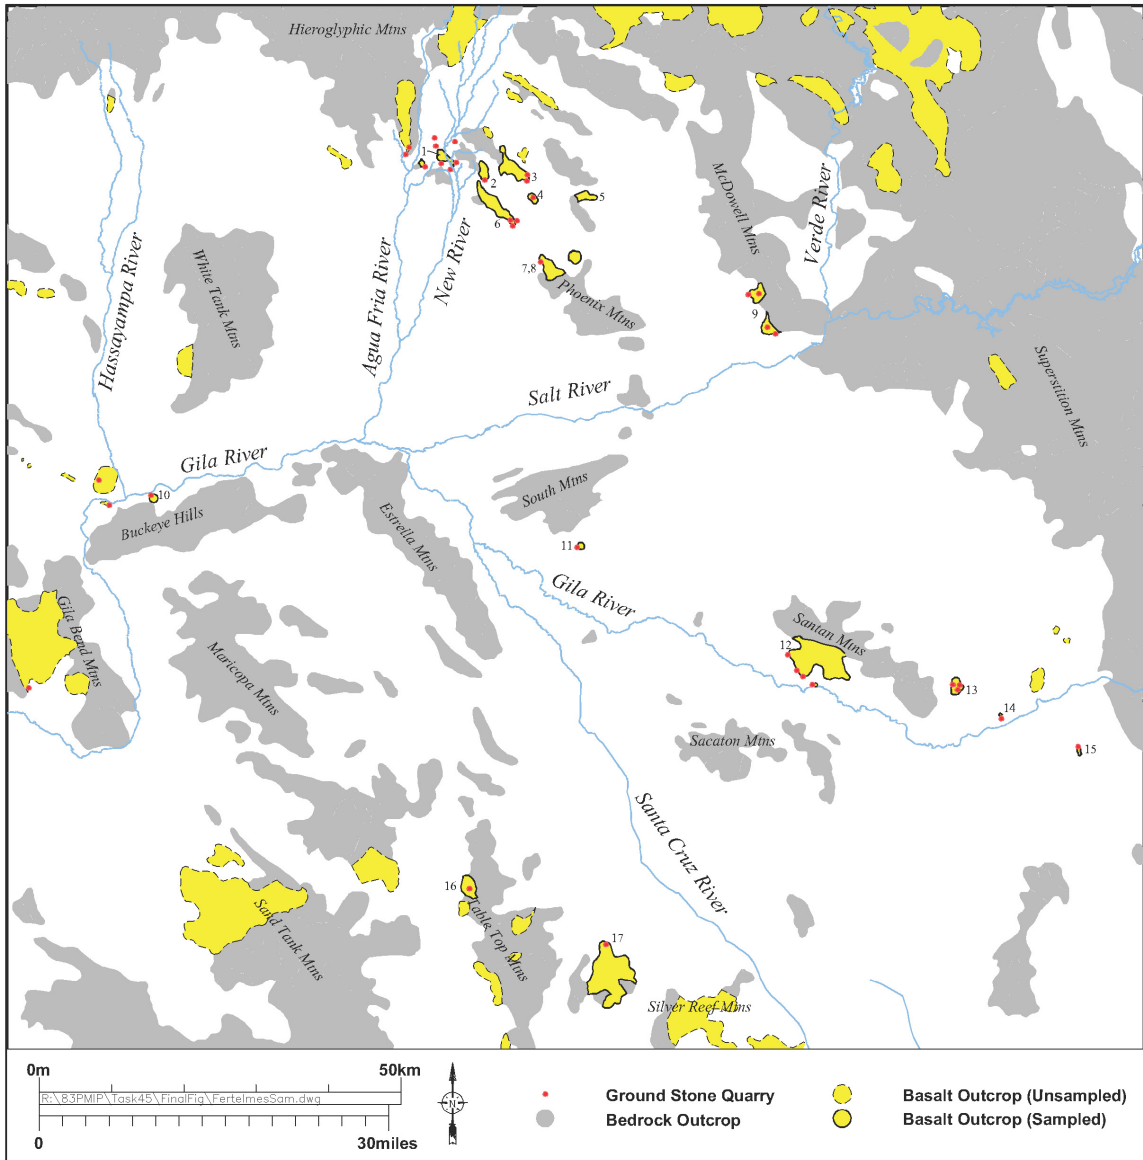 Hieroglyphic Mtns
1
2
3
4
5
6
7,8
McDowell Mtns
Verde River
Hassayampa River
White Tank Mtns
Agua Fria River
New River
Phoenix Mtns
9
Superstition Mtns
Salt River
Gila River
10
Buckeye Hills
Estrella Mtns
South Mtns
11
Gila River
Gila Bend Mtns
Maricopa Mtns
12
Santan Mtns
13
14
15
Sacaton Mtns
Santa Cruz River
16
Table Top Mtns
Sand Tank Mtns
17
Silver Reef Mtns
0m 50km
R:\83PMIP\Task45\FinalFig\FertelmesSam.dwg
0 30miles
N
Ground Stone Quarry
Bedrock Outcrop
Basalt Outcrop (Unsampled)
Basalt Outcrop (Sampled)